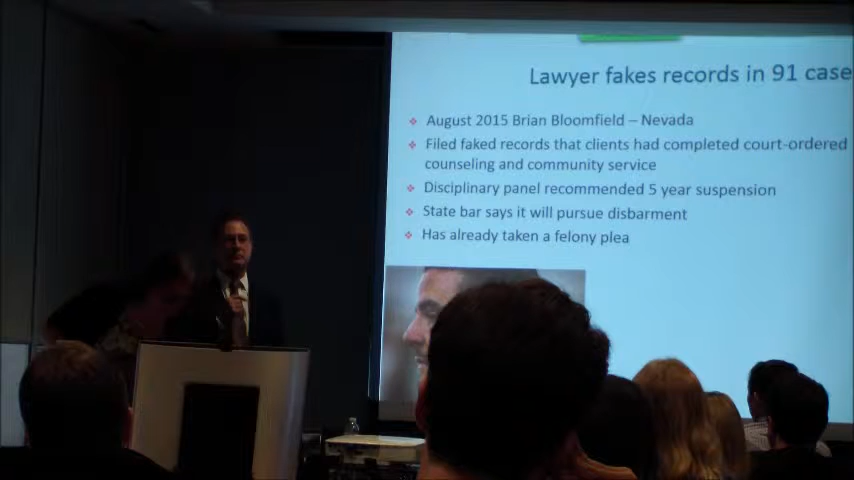 Lawyer fakes records in 91 case
August 2015 Brian Bloomfield – Nevada
Filed faked records that clients had completed court-ordered
counseling and community service
Disciplinary panel recommended 5 year suspension
State bar says it will pursue disbarment
Has already taken a felony plea